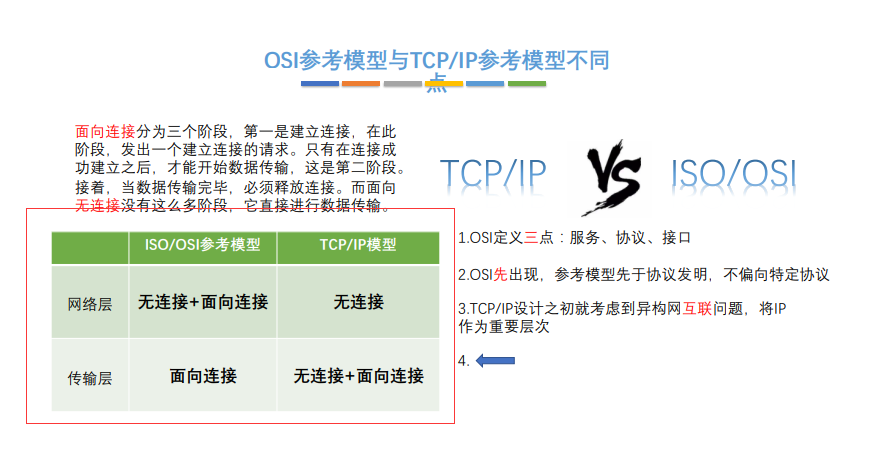 OSI参考模型与TCP/IP参考模型不同
点
面向连接分为三个阶段，第一是建立连接，在此
阶段，发出一个建立连接的请求。只有在连接成
功建立之后，才能开始数据传输，这是第二阶段。
接着，当数据传输完毕，必须释放连接。而面向
无连接没有这么多阶段，它直接进行数据传输。
TCP/IP VS ISO/OSI
ISO/OSI参考模型 TCP/IP模型
网络层 无连接+面向连接 无连接
传输层 面向连接 无连接+面向连接
1.OSI定义三点：服务、协议、接口
2.OSI先出现，参考模型先于协议发明，不偏向特定协议
3.TCP/IP设计之初就考虑到异构网互联问题，将IP
作为重要层次
4.